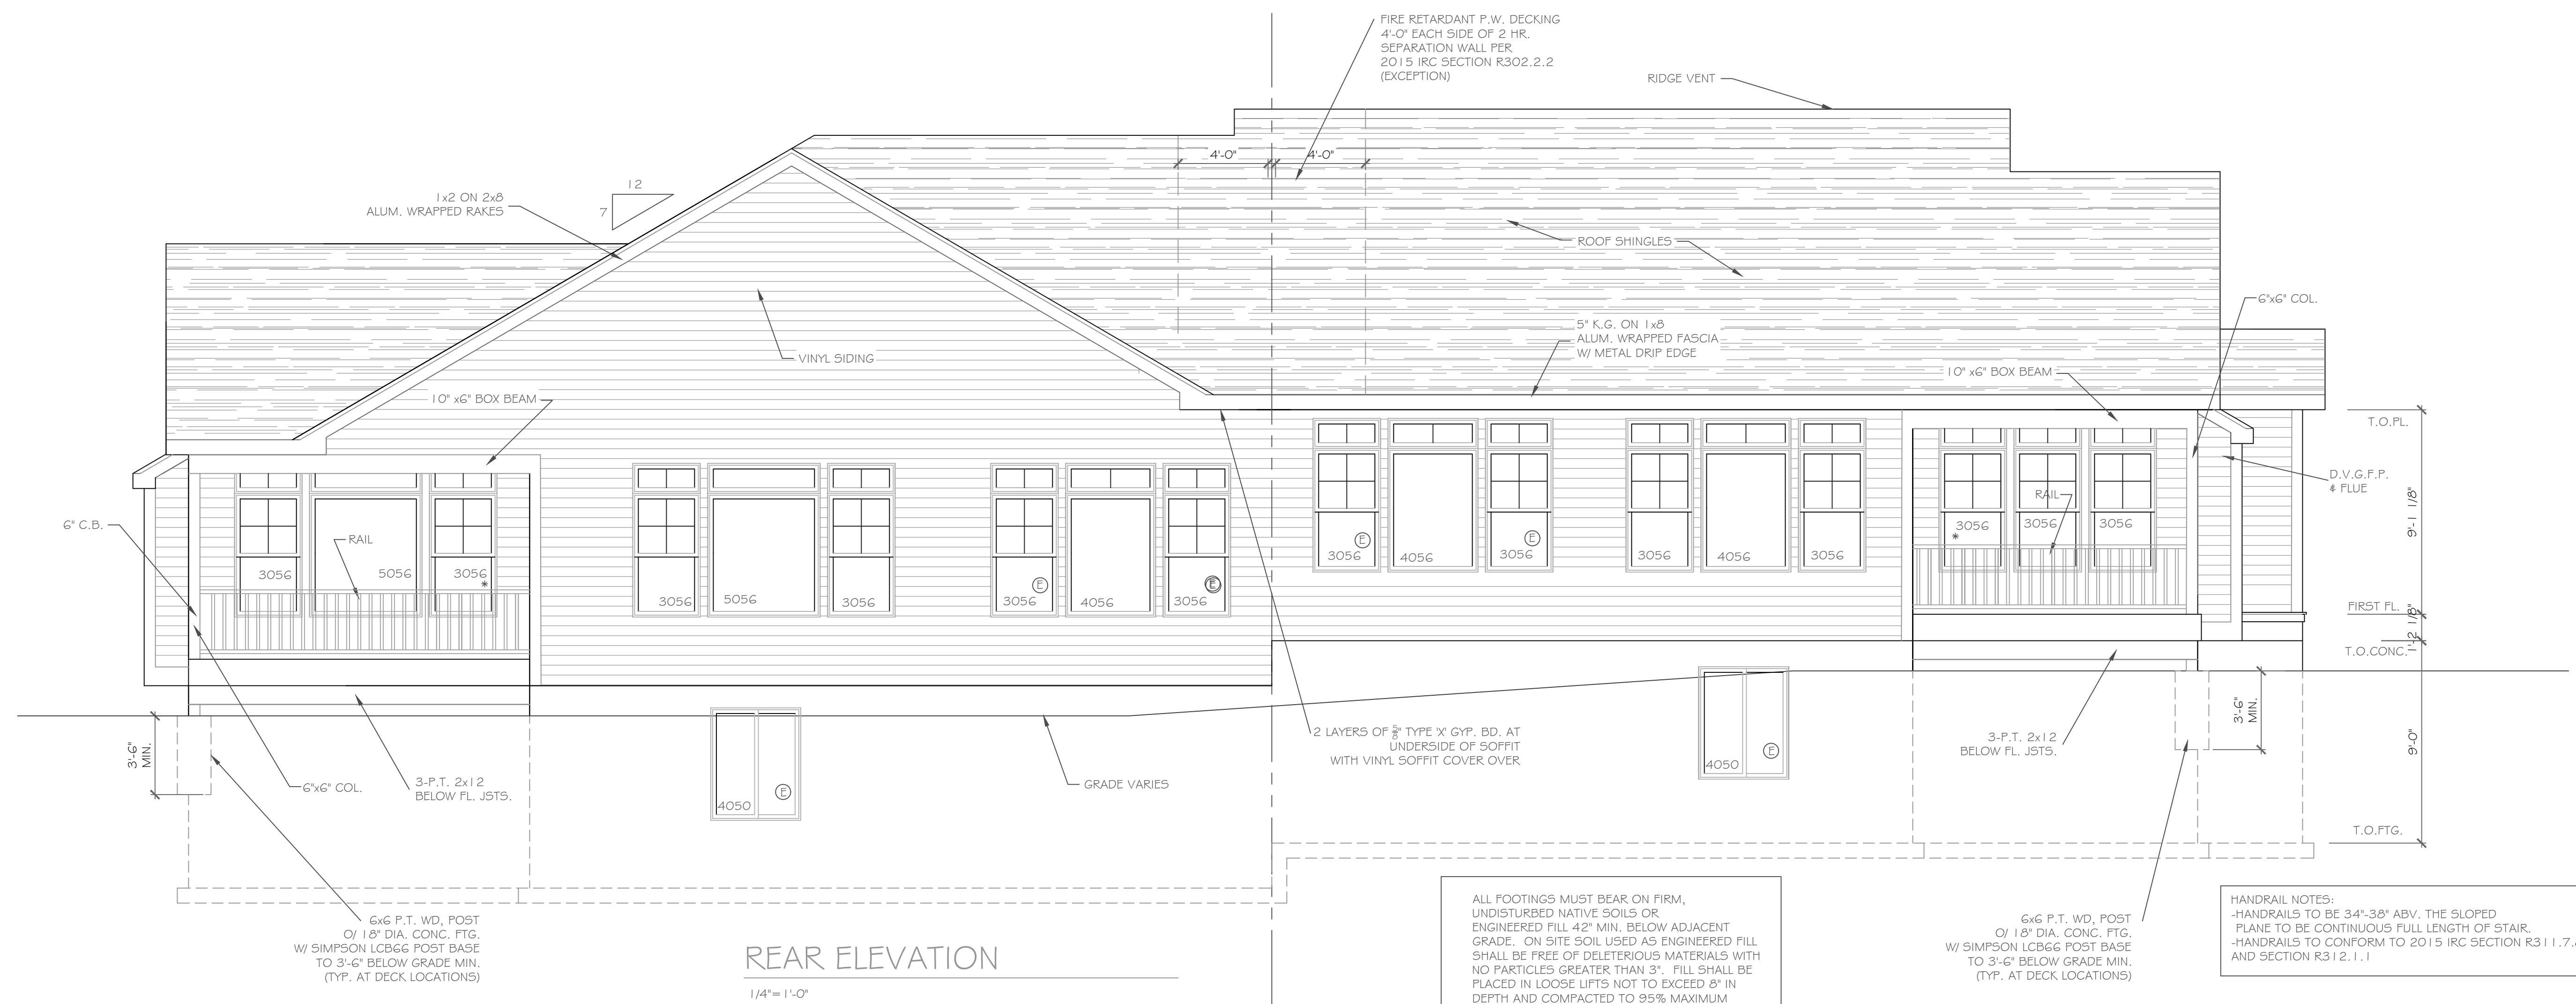 FIRE RETARDANT P.W. DECKING
4'-0" EACH SIDE OF 2 HR.
SEPARATION WALL PER
2015 IRC SECTION R302.2.2
(EXCEPTION)
RIDGE VENT
4'-0"
4'-0"
12
7
1x2 ON 2x8
ALUM. WRAPPED RAKES
ROOF SHINGLES
6"x6" COL.
5" K.G. ON 1x8
ALUM. WRAPPED FASCIA
W/ METAL DRIP EDGE
VINYL SIDING
10" x6" BOX BEAM
10" x6" BOX BEAM
T.O.PL.
D.V.G.F.P.
& FLUE
9'-1 1/8"
6" C.B.
RAIL
RAIL
3056
5056
3056
*
3056
5056
3056
3056
E
4056
3056
E
E
3056
4056
E
3056
3056
4056
3056
3056
*
3056
3056
FIRST FL.
1'-2 1/8"
T.O.CONC.
3'-6"
MIN.
3'-6"
MIN.
9'-0"
2 LAYERS OF 5/8" TYPE 'X' GYP. BD. AT
UNDERSIDE OF SOFFIT
WITH VINYL SOFFIT COVER OVER
3-P.T. 2x12
BELOW FL. JSTS.
4050
E
6"x6" COL.
3-P.T. 2x12
BELOW FL. JSTS.
4050
E
GRADE VARIES
T.O.FTG.
6x6 P.T. WD, POST
O/ 18" DIA. CONC. FTG.
W/ SIMPSON LCB66 POST BASE
TO 3'-6" BELOW GRADE MIN.
(TYP. AT DECK LOCATIONS)
REAR ELEVATION
1/4"= 1'-0"
ALL FOOTINGS MUST BEAR ON FIRM,
UNDISTURBED NATIVE SOILS OR
ENGINEERED FILL 42" MIN. BELOW ADJACENT
GRADE. ON SITE SOIL USED AS ENGINEERED FILL
SHALL BE FREE OF DELETERIOUS MATERIALS WITH
NO PARTICLES GREATER THAN 3". FILL SHALL BE
PLACED IN LOOSE LIFTS NOT TO EXCEED 8" IN
DEPTH AND COMPACTED TO 95% MAXIMUM
6x6 P.T. WD, POST
O/ 18" DIA. CONC. FTG.
W/ SIMPSON LCB66 POST BASE
TO 3'-6" BELOW GRADE MIN.
(TYP. AT DECK LOCATIONS)
HANDRAIL NOTES:
-HANDRAILS TO BE 34"-38" ABV. THE SLOPED
PLANE TO BE CONTINUOUS FULL LENGTH OF STAIR.
-HANDRAILS TO CONFORM TO 2015 IRC SECTION R311.7.
AND SECTION R312.1.1